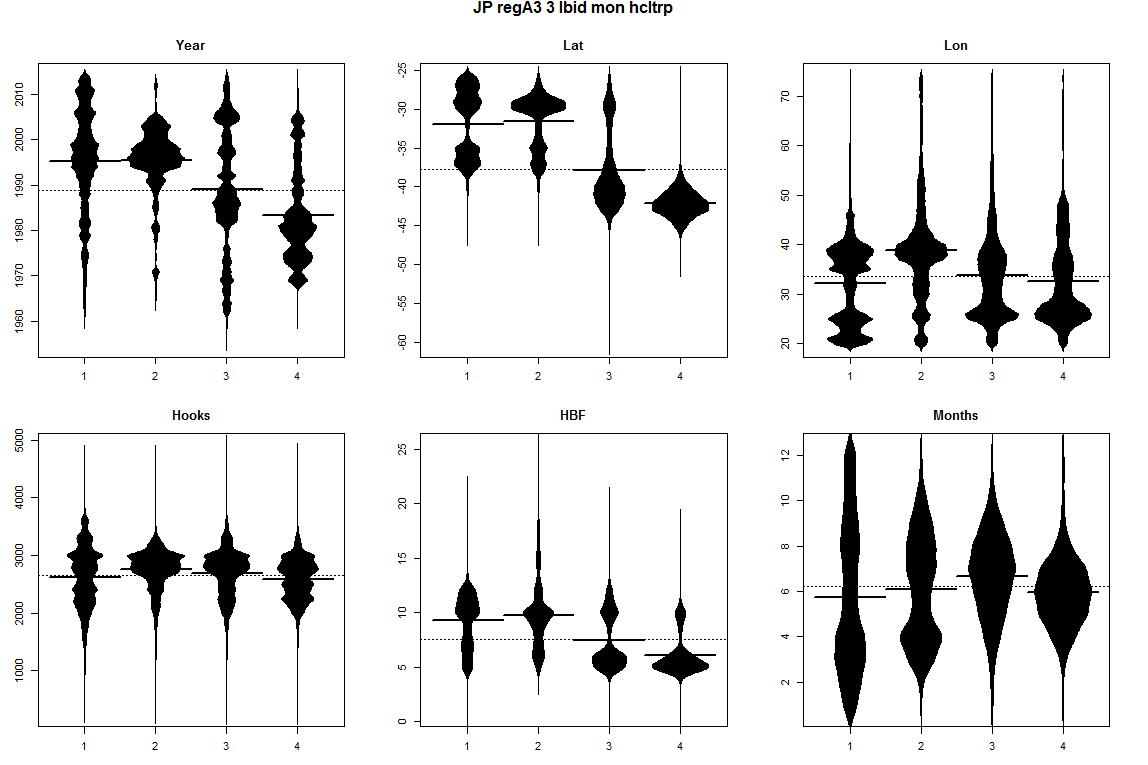 JP regA3 3 lbid mon hcltrp
Year Lat Lon
2010 2000 1990 1980 1970 1960
1 2 3 4
-25 -30 -35 -40 -45 -50 -55 -60
1 2 3 4
70 60 50 40 30 20
1 2 3 4
Hooks HBF Months
5000 4000 3000 2000 1000
1 2 3 4
25 20 15 10 5 0
1 2 3 4
12 10 8 6 4 2
1 2 3 4